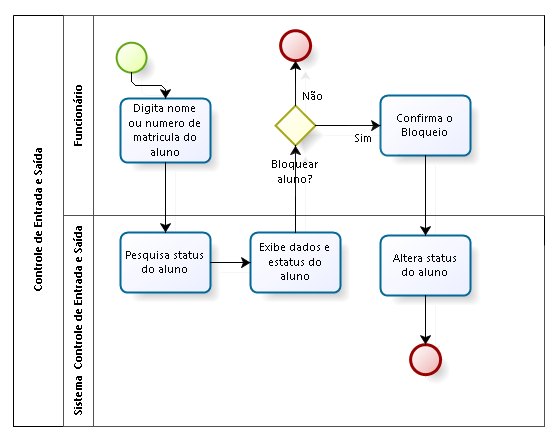 Controle de Entrada e Saída
Funcionário
Digita nome
ou numero de
matricula do
aluno
Não
Bloquear
aluno?
Sim
Confirma o
Bloqueio
Sistema Controle de Entrada e Saída
Pesquisa status
do aluno
Exibe dados e
estatus do
aluno
Altera status
do aluno